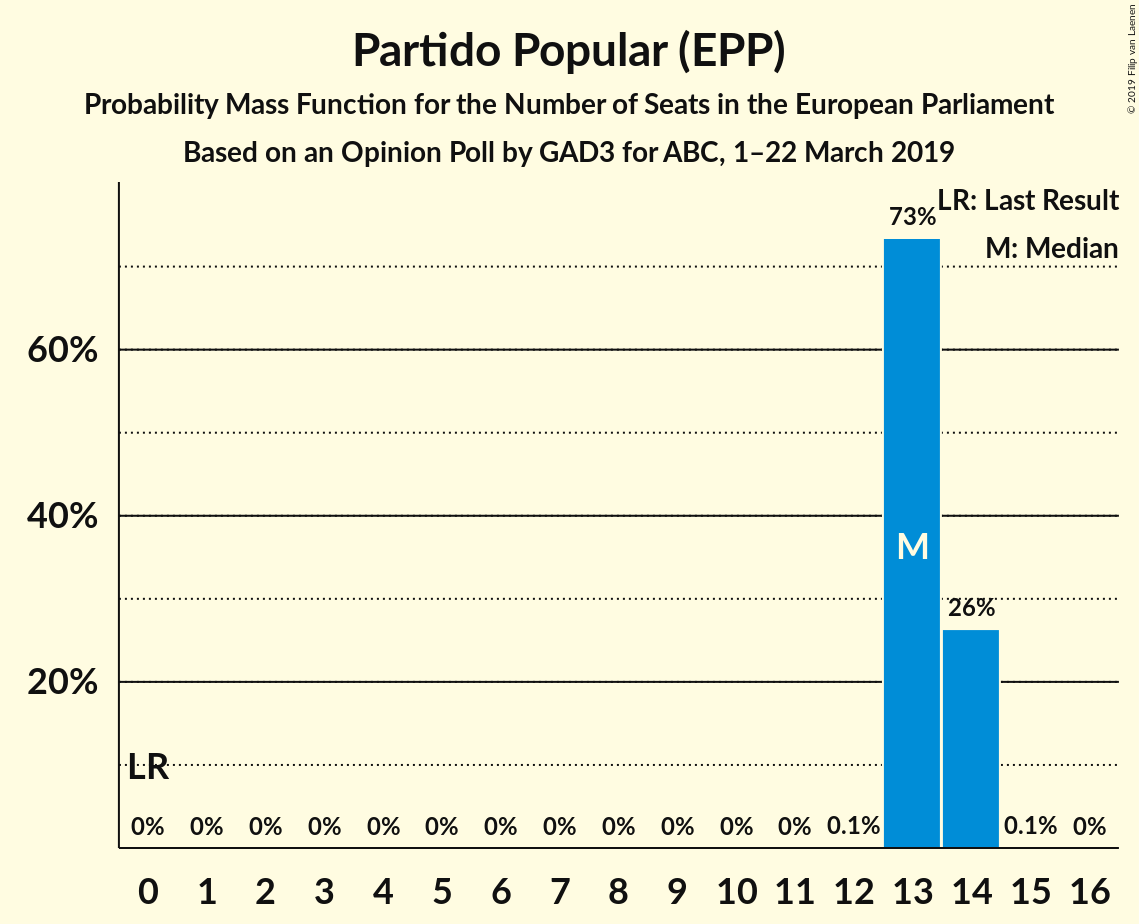 Partido Popular (EPP)
Probability Mass Function for the Number of Seats in the European Parliament
Based on an Opinion Poll by GAD3 for ABC, 1–22 March 2019
© 2019 Filip van Laenen
LR: Last Result
M: Median
73%
60%
40%
M
26%
20%
LR
0% 0% 0% 0% 0% 0% 0% 0% 0% 0% 0% 0% 0.1% 0.1% 0%
0 1 2 3 4 5 6 7 8 9 10 11 12 13 14 15 16